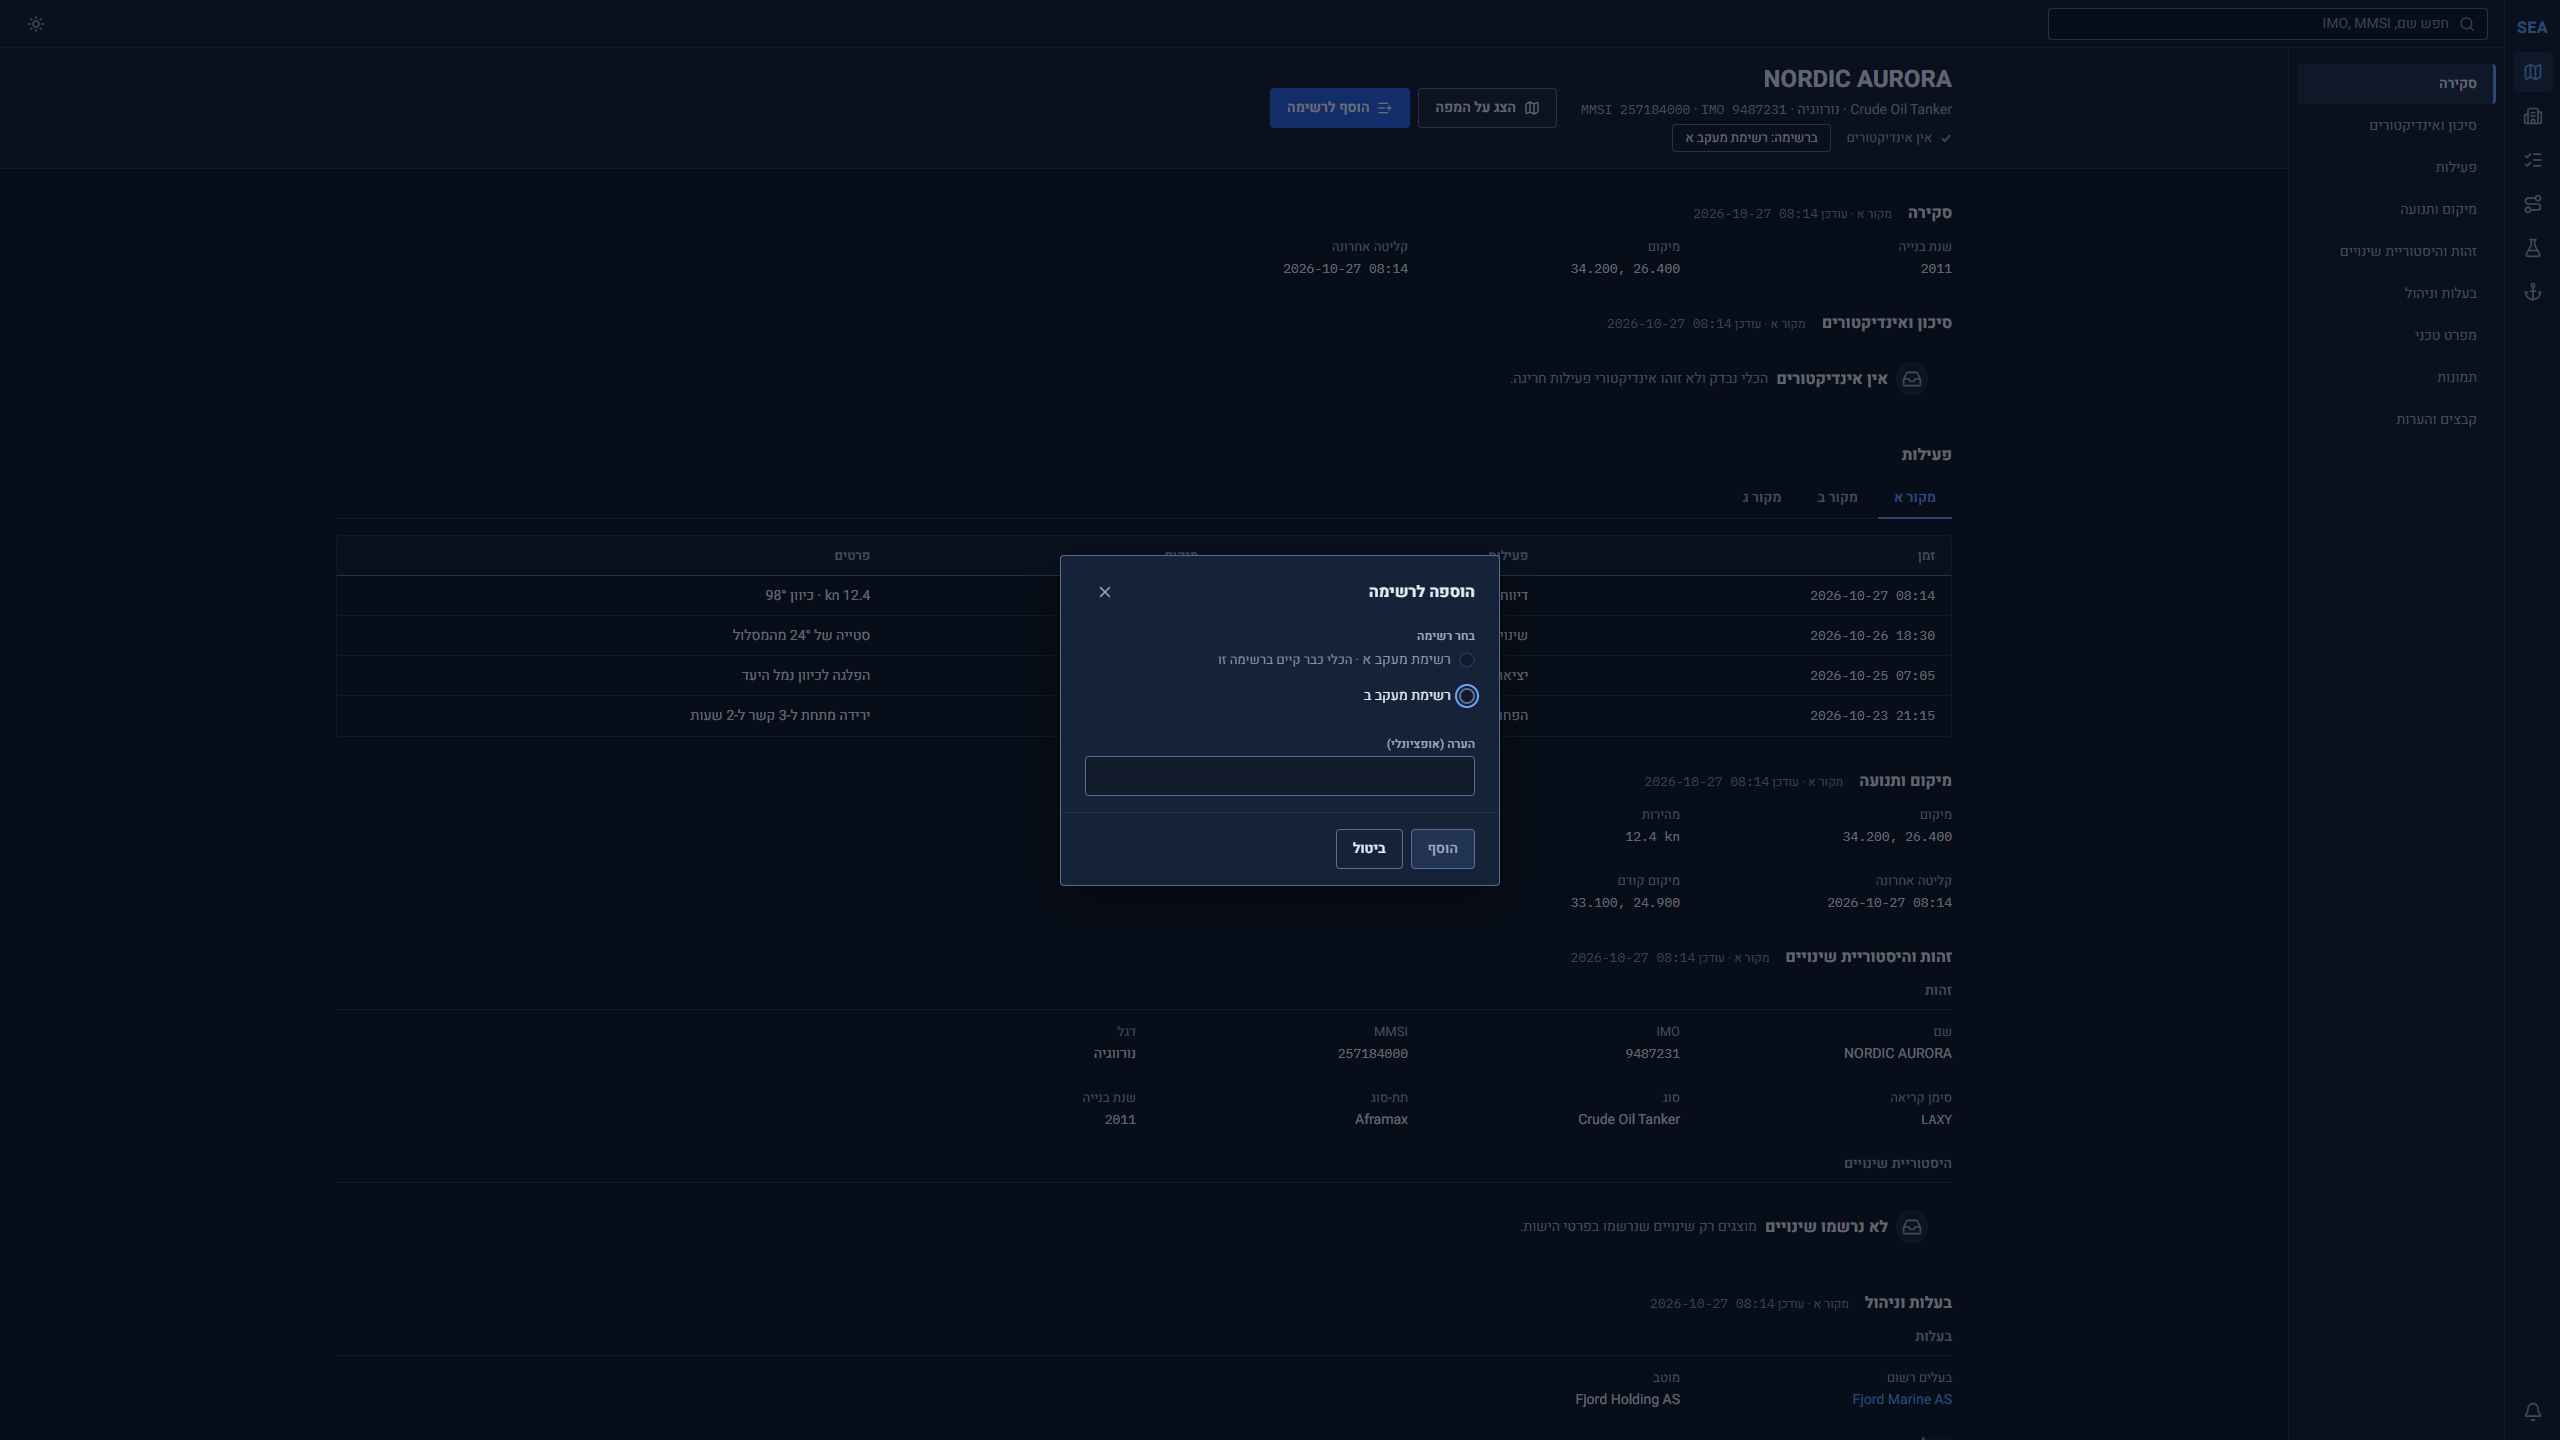 SEA
חפש שם, IMO, MMSI
סקירה
סיכון ואינדיקטורים
פעילות
מיקום ותנועה
זהות והיסטוריית שינויים
בעלות וניהול
מפרט טכני
תמונות
קבצים והערות
NORDIC AURORA
Crude Oil Tanker · נורווגיה · IMO 9487231 · MMSI 257184000
אין אינדיקטורים
ברשימה: רשימת מעקב א
הצג על המפה
הוסף לרשימה
סקירה מקור א · עודכן 2026-10-27 08:14
שנת בנייה מיקום קליטה אחרונה
2011 34.200, 26.400 2026-10-27 08:14
סיכון ואינדיקטורים מקור א · עודכן 2026-10-27 08:14
אין אינדיקטורים הכלי נבדק ולא זוהו אינדיקטורי פעילות חריגה.
פעילות
מקור א מקור ב מקור ג
זמן פרטים
2026-10-27 08:14 12.4 kn · כיוון 98°
2026-10-26 18:30 סטייה של 24° מהמסלול
2026-10-25 07:05 הפלגה לכיוון נמל היעד
2026-10-23 21:15 ירידה מתחת ל-3 קשר ל-2 שעות
הוספה לרשימה
בחר רשימה
רשימת מעקב א · הכלי כבר קיים ברשימה זו
רשימת מעקב ב
הערה (אופציונלי)
הוסף ביטול
מיקום ותנועה מקור א · עודכן 2026-10-27 08:14
מיקום מהירות
34.200, 26.400 12.4 kn
קליטה אחרונה מיקום קודם
2026-10-27 08:14 33.100, 24.900
זהות והיסטוריית שינויים מקור א · עודכן 2026-10-27 08:14
זהות
שם IMO MMSI דגל
NORDIC AURORA 9487231 257184000 נורווגיה
סימן קריאה סוג תת-סוג שנת בנייה
LAXY Crude Oil Tanker Aframax 2011
היסטוריית שינויים
לא נרשמו שינויים מוצגים רק שינויים שנרשמו בפרטי הישות.
בעלות וניהול מקור א · עודכן 2026-10-27 08:14
בעלות
בעלים רשום מוטב
Fjord Marine AS Fjord Holding AS